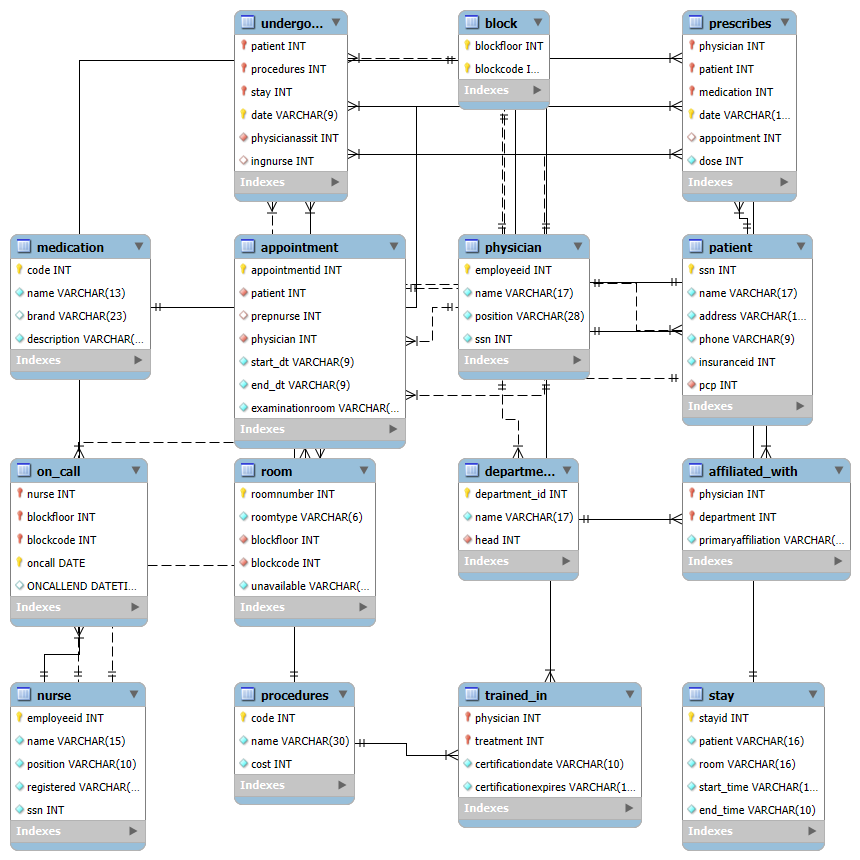 undergo...
patient INT
procedures INT
stay INT
date VARCHAR(9)
physicianassit INT
ingnurse INT
Indexes
block
blockfloor INT
blockcode I...
Indexes
prescribes
physician INT
patient INT
medication INT
date VARCHAR(1...
appointment INT
dose INT
Indexes
medication
code INT
name VARCHAR(13)
brand VARCHAR(23)
description VARCHAR(...
Indexes
appointment
appointmentid INT
patient INT
prepnurse INT
physician INT
start_dt VARCHAR(9)
end_dt VARCHAR(9)
examinationroom VARCHAR(...
Indexes
physician
employeeid INT
name VARCHAR(17)
position VARCHAR(28)
ssn INT
Indexes
patient
ssn INT
name VARCHAR(17)
address VARCHAR(1...
phone VARCHAR(9)
insuranceid INT
pcp INT
Indexes
on_call
nurse INT
blockfloor INT
blockcode INT
oncall DATE
ONCALLEND DATETI...
Indexes
room
roomnumber INT
roomtype VARCHAR(6)
blockfloor INT
blockcode INT
unavailable VARCHAR(...
Indexes
departme...
department_id INT
name VARCHAR(17)
head INT
Indexes
affiliated_with
physician INT
department INT
primaryaffiliation VARCHAR(...
Indexes
nurse
employeeid INT
name VARCHAR(15)
position VARCHAR(10)
registered VARCHAR(...
ssn INT
Indexes
procedures
code INT
name VARCHAR(30)
cost INT
Indexes
trained_in
physician INT
treatment INT
certificationdate VARCHAR(10)
certificationexpires VARCHAR(1...
Indexes
stay
stayid INT
patient VARCHAR(16)
room VARCHAR(16)
start_time VARCHAR(1...
end_time VARCHAR(10)
Indexes